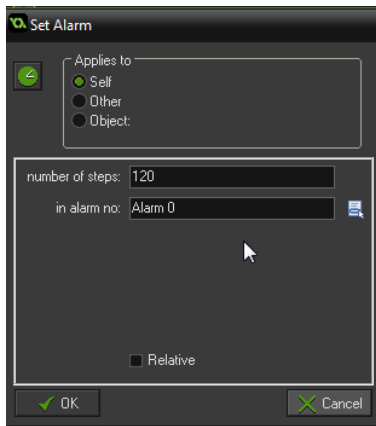 Set Alarm
Applies to
Self
Other
Object:
number of steps: 120
in alarm no: Alarm 0
Relative
OK Cancel